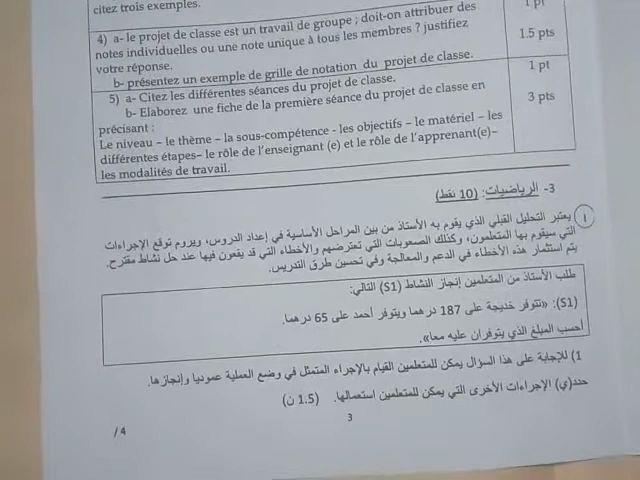 citez trois exemples.
4) a- le projet de classe est un travail de groupe ; doit-on attribuer des
notes individuelles ou une note unique à tous les membres ? justifiez
votre réponse.
b- présentez un exemple de grille de notation du projet de classe.
1 pt
1.5 pts
5) a- Citez les différentes séances du projet de classe.
b- Elaborez une fiche de la première séance du projet de classe en
précisant :
Le niveau – le thème – la sous-compétence - les objectifs – le matériel – les
différentes étapes– le rôle de l'enseignant (e) et le rôle de l'apprenant(e)–
les modalités de travail.
1 pt
3 pts
3- الرياضيات: (10 نقط)
1 يعتبر التحليل القبلي الذي يقوم به الأستاذ من بين المراحل الأساسية في إعداد الدروس، ويروم توقع الإجراءات
التي سيقوم بها المتعلمون، وكذلك الصعوبات التي تعترضهم والأخطاء التي قد يقعون فيها عند حل نشاط مقترح.
يتم استثمار هذه الأخطاء في الدعم والمعالجة وفي تحسين طرق التدريس.
طلب الأستاذ من المتعلمين إنجاز النشاط (S1) التالي:
(S1): «تتوفر خديجة على 187 درهما ويتوفر أحمد على 65 درهما.
أحسب المبلغ الذي يتوفران عليه معا».
1) للإجابة على هذا السؤال يمكن للمتعلمين القيام بالإجراء المتمثل في وضع العملية عموديا وإنجازها.
حدد(ي) الإجراءات الأخرى التي يمكن للمتعلمين استعمالها. (1.5 ن)
3
/4